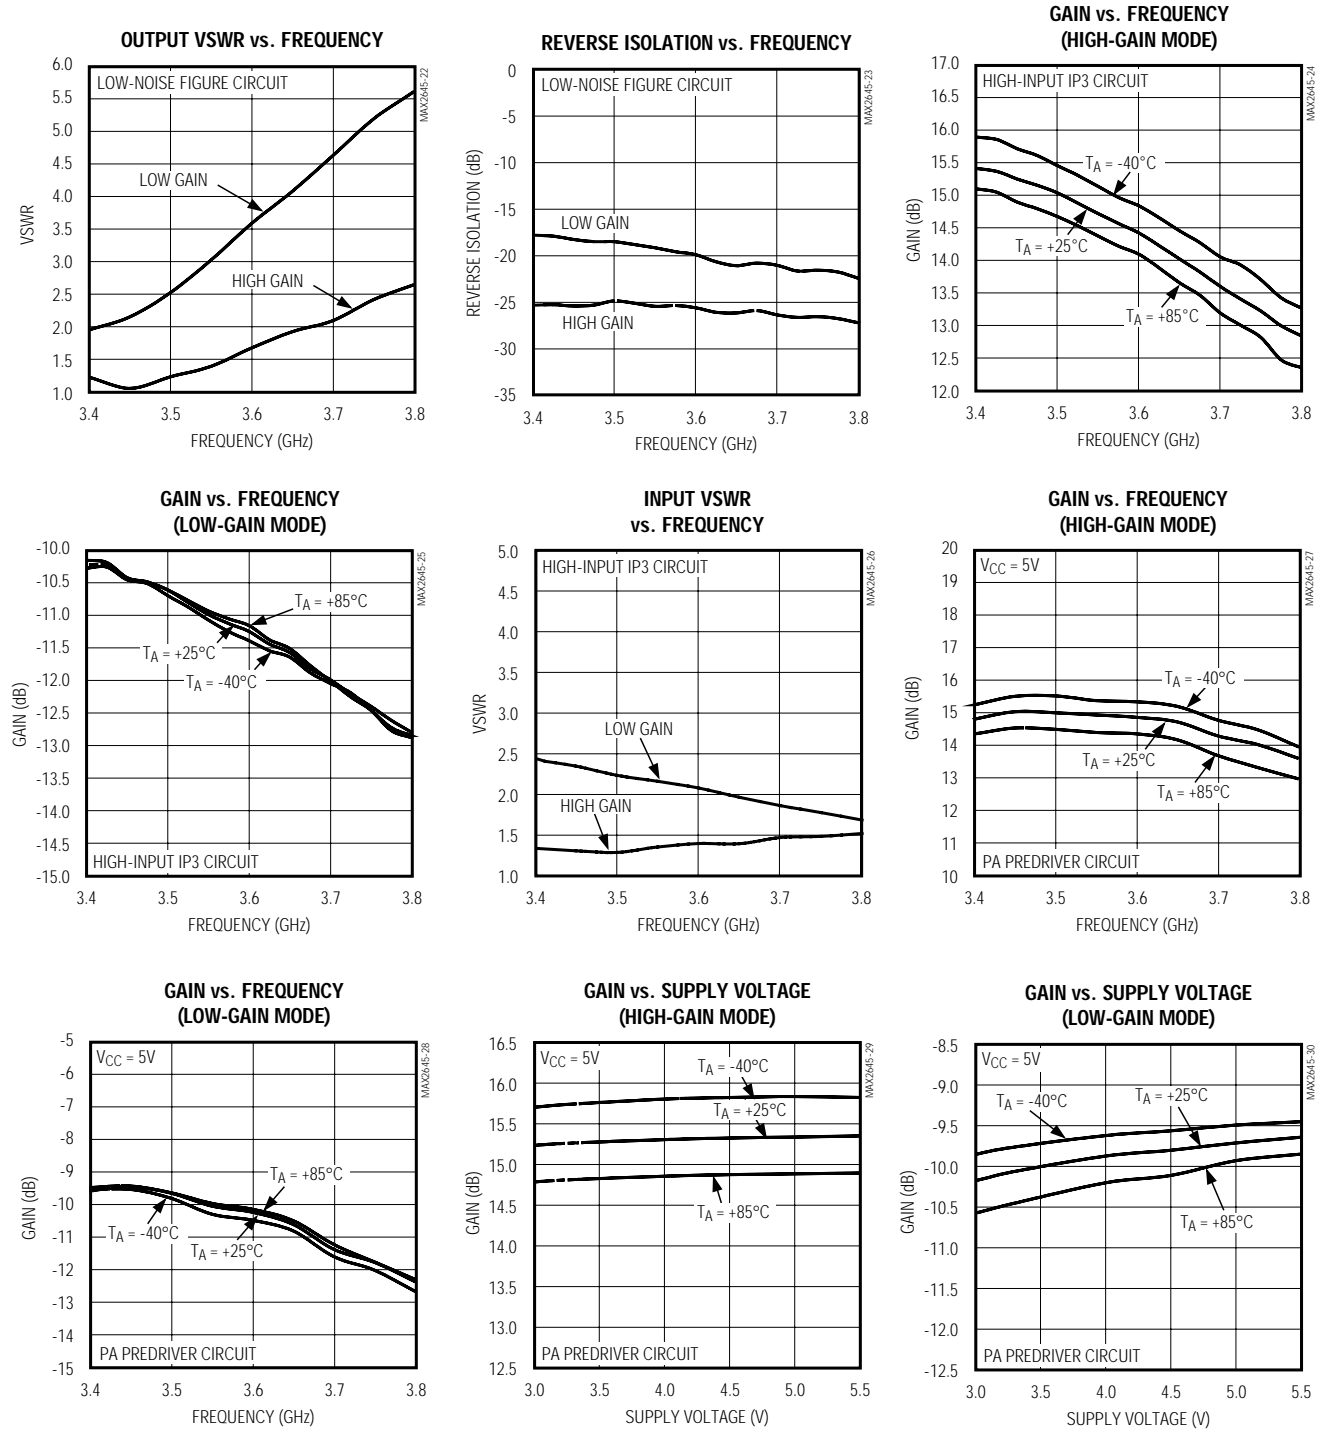 OUTPUT VSWR vs. FREQUENCY
6.0
5.5
5.0
4.5
4.0
3.5
3.0
2.5
2.0
1.5
1.0
VSWR
LOW-NOISE FIGURE CIRCUIT
LOW GAIN
HIGH GAIN
MAX2645-22
3.4
3.5
3.6
3.7
3.8
FREQUENCY (GHz)
REVERSE ISOLATION vs. FREQUENCY
0
-5
-10
-15
-20
-25
-30
-35
REVERSE ISOLATION (dB)
LOW-NOISE FIGURE CIRCUIT
LOW GAIN
HIGH GAIN
MAX2645-23
3.4
3.5
3.6
3.7
3.8
FREQUENCY (GHz)
GAIN vs. FREQUENCY
(HIGH-GAIN MODE)
17.0
16.5
16.0
15.5
15.0
14.5
14.0
13.5
13.0
12.5
12.0
GAIN (dB)
HIGH-INPUT IP3 CIRCUIT
TA = -40°C
TA = +25°C
TA = +85°C
MAX2645-24
3.4
3.5
3.6
3.7
3.8
FREQUENCY (GHz)
GAIN vs. FREQUENCY
(LOW-GAIN MODE)
-10.0
-10.5
-11.0
-11.5
-12.0
-12.5
-13.0
-13.5
-14.0
-14.5
-15.0
GAIN (dB)
TA = +85°C
TA = +25°C
TA = -40°C
HIGH-INPUT IP3 CIRCUIT
MAX2645-25
3.4
3.5
3.6
3.7
3.8
FREQUENCY (GHz)
INPUT VSWR
vs. FREQUENCY
5.0
4.5
4.0
3.5
3.0
2.5
2.0
1.5
1.0
VSWR
HIGH-INPUT IP3 CIRCUIT
LOW GAIN
HIGH GAIN
MAX2645-26
3.4
3.5
3.6
3.7
3.8
FREQUENCY (GHz)
GAIN vs. FREQUENCY
(HIGH-GAIN MODE)
20
19
18
17
16
15
14
13
12
11
10
GAIN (dB)
VCC = 5V
TA = -40°C
TA = +25°C
TA = +85°C
PA PREDRIVER CIRCUIT
MAX2645-27
3.4
3.5
3.6
3.7
3.8
FREQUENCY (GHz)
GAIN vs. FREQUENCY
(LOW-GAIN MODE)
-5
-6
-7
-8
-9
-10
-11
-12
-13
-14
-15
GAIN (dB)
VCC = 5V
TA = +85°C
TA = -40°C
TA = +25°C
PA PREDRIVER CIRCUIT
MAX2645-28
3.4
3.5
3.6
3.7
3.8
FREQUENCY (GHz)
GAIN vs. SUPPLY VOLTAGE
(HIGH-GAIN MODE)
16.5
16.0
15.5
15.0
14.5
14.0
13.5
13.0
12.5
GAIN (dB)
VCC = 5V
TA = -40°C
TA = +25°C
TA = +85°C
PA PREDRIVER CIRCUIT
MAX2645-29
3.0
3.5
4.0
4.5
5.0
5.5
SUPPLY VOLTAGE (V)
GAIN vs. SUPPLY VOLTAGE
(LOW-GAIN MODE)
-8.5
-9.0
-9.5
-10.0
-10.5
-11.0
-11.5
-12.0
-12.5
GAIN (dB)
VCC = 5V
TA = -40°C
TA = +25°C
TA = +85°C
PA PREDRIVER CIRCUIT
MAX2645-30
3.0
3.5
4.0
4.5
5.0
5.5
SUPPLY VOLTAGE (V)